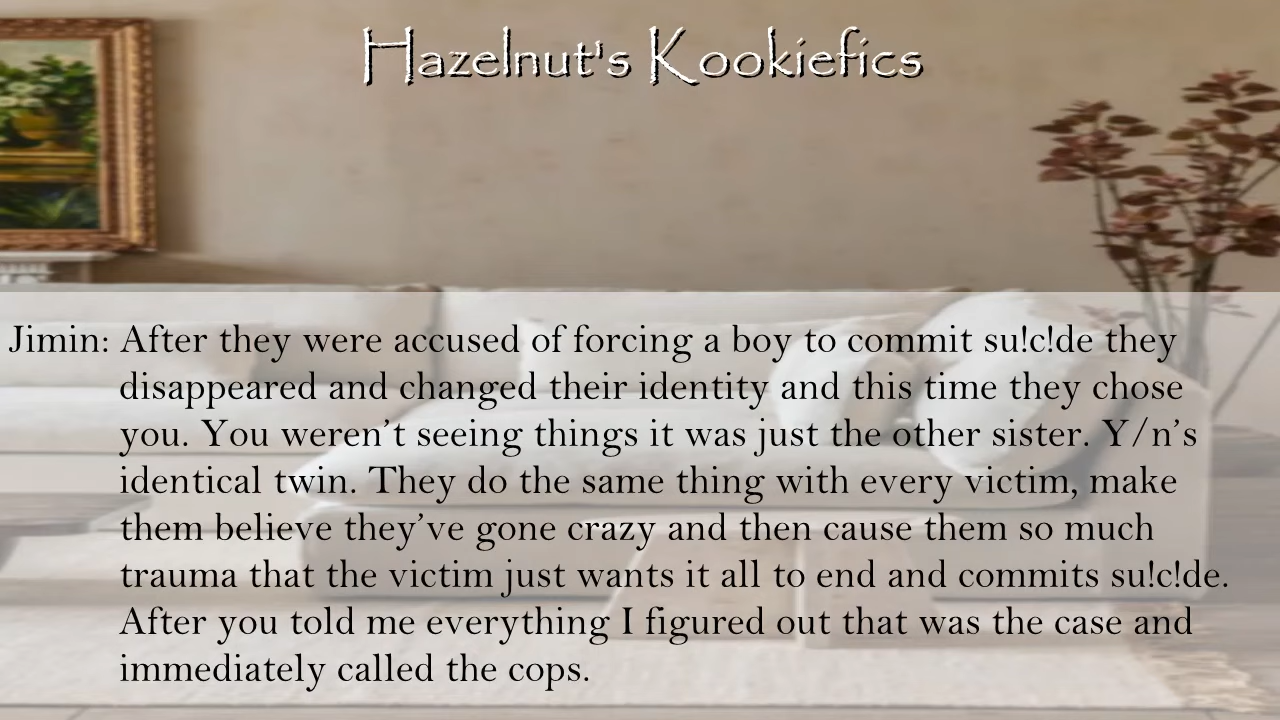 Hazelnut's Kookiefics
Jimin: After they were accused of forcing a boy to commit su!c!de they
disappeared and changed their identity and this time they chose
you. You weren’t seeing things it was just the other sister. Y/n’s
identical twin. They do the same thing with every victim, make
them believe they’ve gone crazy and then cause them so much
trauma that the victim just wants it all to end and commits su!c!de.
After you told me everything I figured out that was the case and
immediately called the cops.